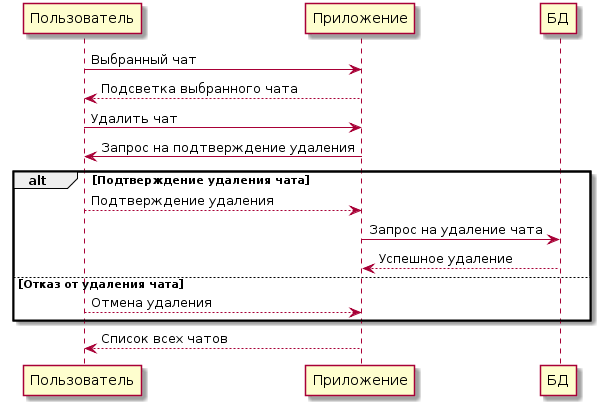 Пользователь Приложение БД
Выбранный чат
Подсветка выбранного чата
Удалить чат
Запрос на подтверждение удаления
alt [Подтверждение удаления чата]
Подтверждение удаления
Запрос на удаление чата
Успешное удаление
[Отказ от удаления чата]
Отмена удаления
Список всех чатов
Пользователь Приложение БД